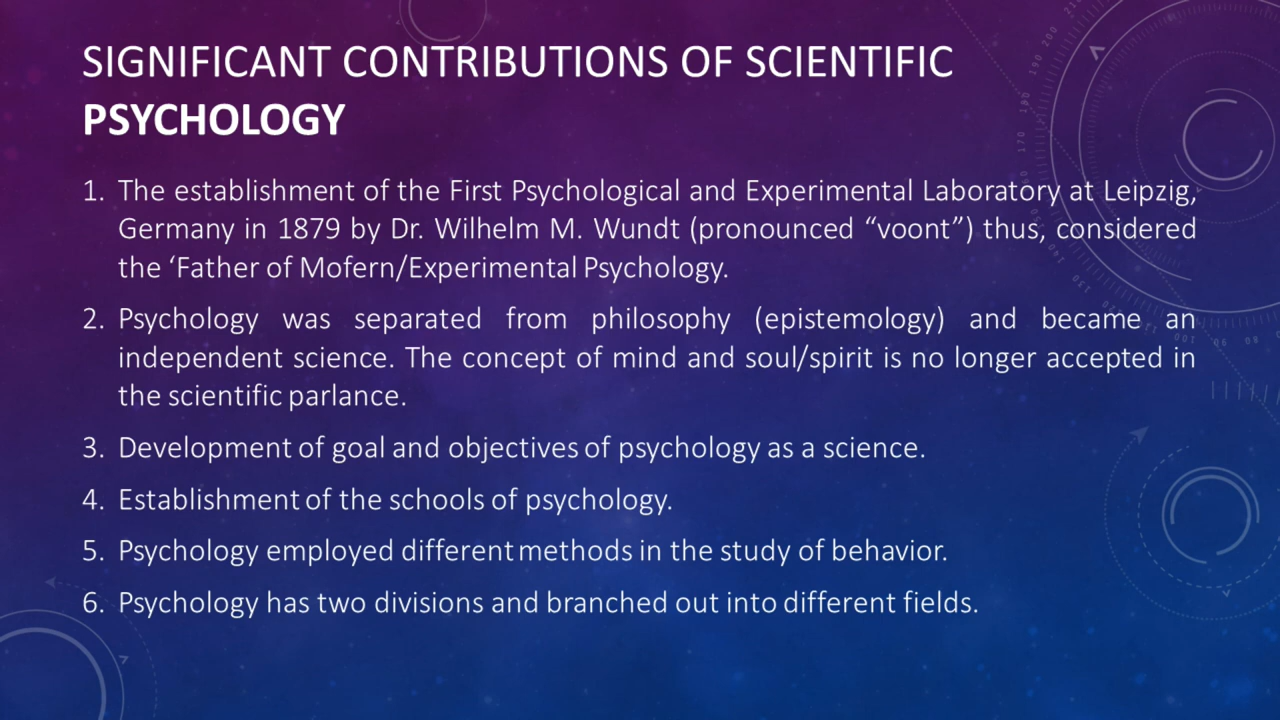 SIGNIFICANT CONTRIBUTIONS OF SCIENTIFIC
PSYCHOLOGY
1. The establishment of the First Psychological and Experimental Laboratory at Leipzig,
Germany in 1879 by Dr. Wilhelm M. Wundt (pronounced “voont”) thus, considered
the ‘Father of Mofern/Experimental Psychology.
2. Psychology was separated from philosophy (epistemology) and became an
independent science. The concept of mind and soul/spirit is no longer accepted in
the scientific parlance.
3. Development of goal and objectives of psychology as a science.
4. Establishment of the schools of psychology.
5. Psychology employed different methods in the study of behavior.
6. Psychology has two divisions and branched out into different fields.